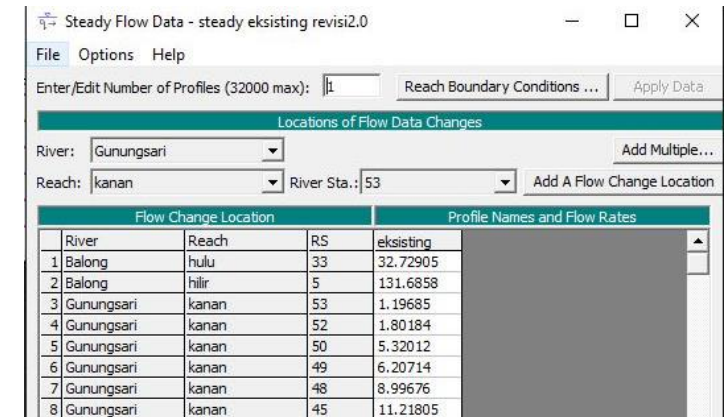 Steady Flow Data - steady eksisting revisi2.0
File Options Help
Enter/Edit Number of Profiles (32000 max): 1 Reach Boundary Conditions ... Apply Data
Locations of Flow Data Changes
River: Gunungsari Add Multiple...
Reach: kanan River Sta.: 53 Add A Flow Change Location
Flow Change Location Profile Names and Flow Rates
River Reach RS eksisting
1 Balong hulu 33 32.72905
2 Balong hilir 5 131.6858
3 Gunungsari kanan 53 1.19685
4 Gunungsari kanan 52 1.80184
5 Gunungsari kanan 50 5.32012
6 Gunungsari kanan 49 6.20714
7 Gunungsari kanan 48 8.99676
8 Gunungsari kanan 45 11.21805